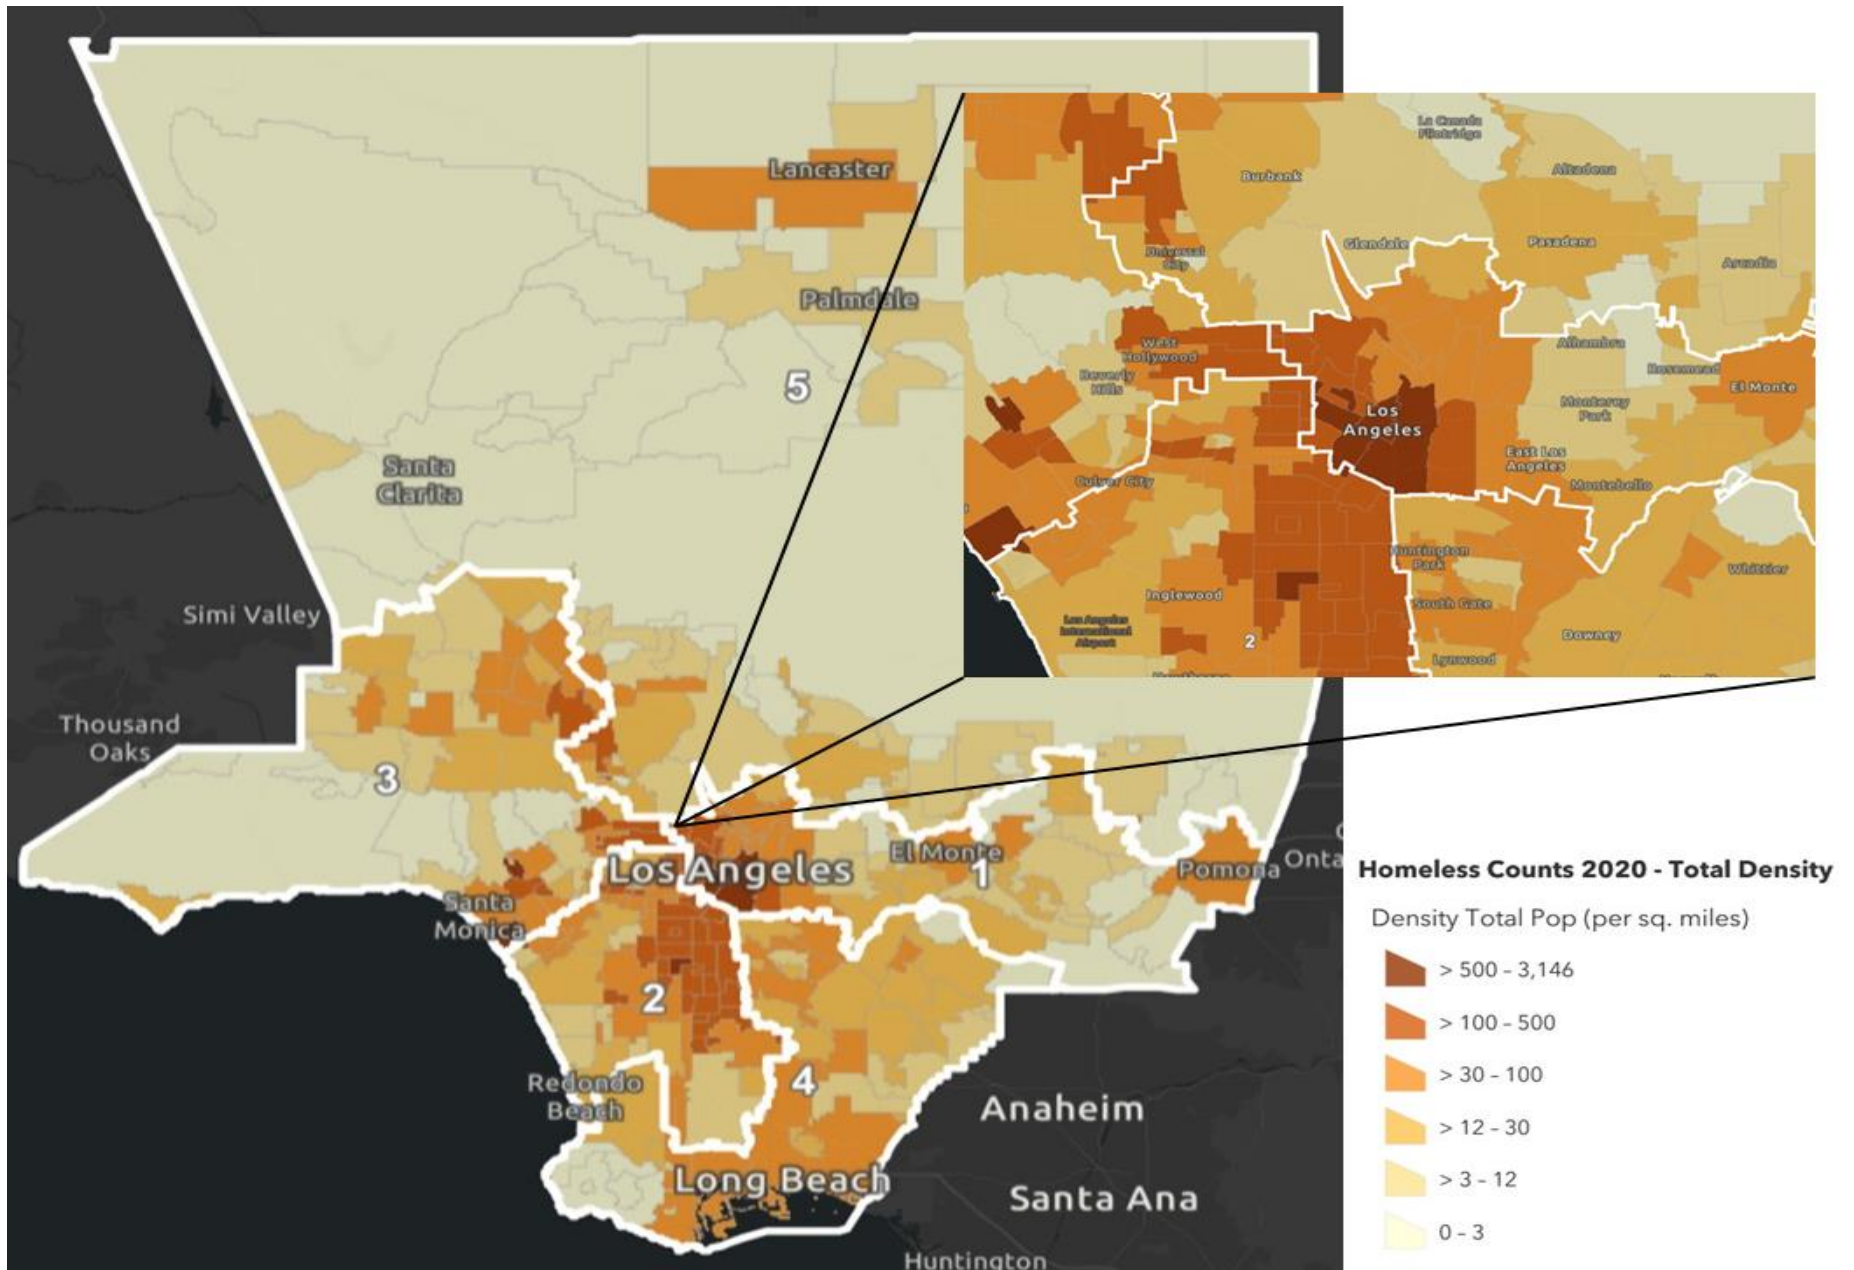 Lancaster
Palmdale
5
Santa
Clarita
Simi Valley
Thousand
Oaks
3
Los Angeles
El Monte
1
Pomona
Onta
Santa
Monica
2
Redondo
Beach
4
Anaheim
Long Beach
Santa Ana
Huntington
La Canada
Flintridge
Burbank
Altadena
Universal
City
Glendale
Pasadena
Arcadia
West
Hollywood
Beverly
Hills
Alhambra
Rosemead
El Monte
Los
Angeles
Monterey
Park
East Los
Angeles
Culver City
Montebello
Huntington
Park
Whittier
Inglewood
South Gate
Los Angeles
International
Airport
2
Downey
Lynwood
Homeless Counts 2020 - Total Density
Density Total Pop (per sq. miles)
> 500 - 3,146
> 100 - 500
> 30 - 100
> 12 - 30
> 3 - 12
0 - 3